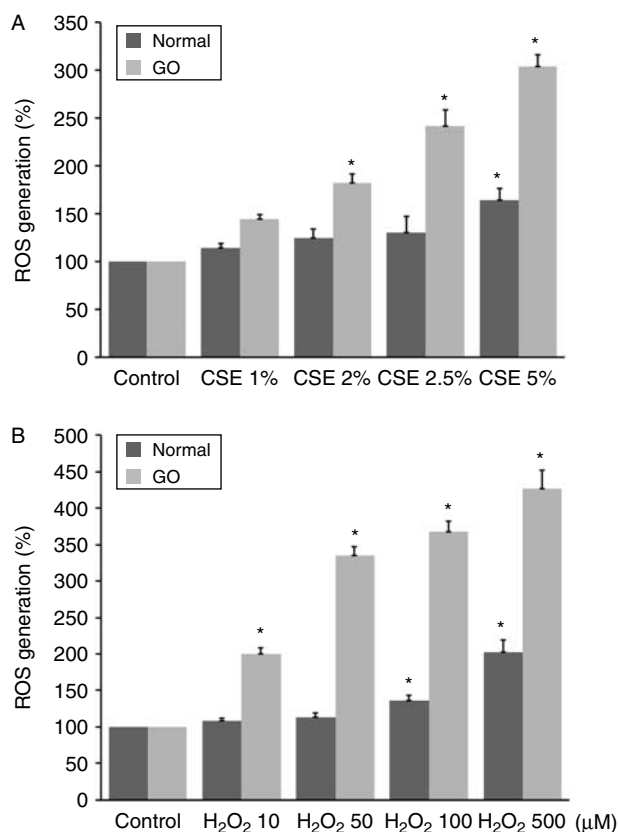 A
350
300
250
200
150
100
50
0
ROS generation (%)
Normal
GO
*
*
*
*
Control CSE 1% CSE 2% CSE 2.5% CSE 5%
B
500
450
400
350
300
250
200
150
100
50
0
ROS generation (%)
Normal
GO
*
*
*
*
*
*
Control H₂O₂ 10 H₂O₂ 50 H₂O₂ 100 H₂O₂ 500 (µM)